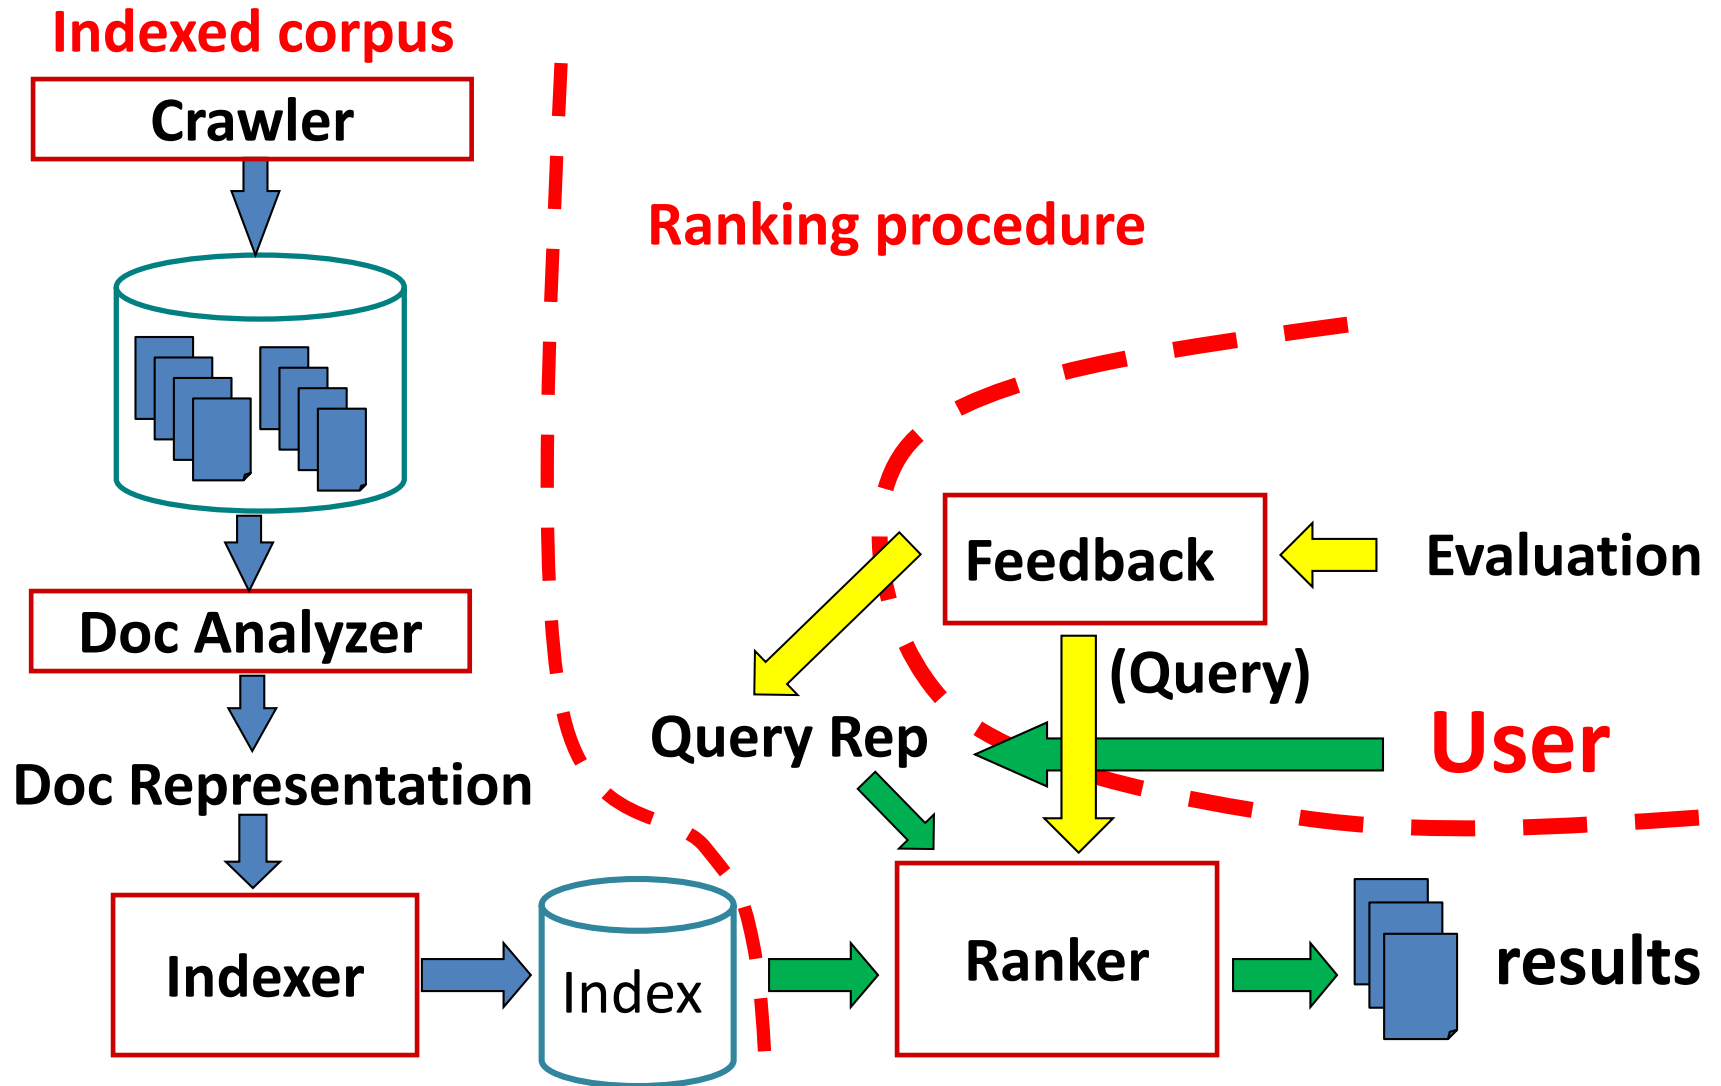 Indexed corpus
Crawler
Ranking procedure
Feedback
Evaluation
Doc Analyzer
(Query)
Query Rep
User
Doc Representation
Indexer
Index
Ranker
results